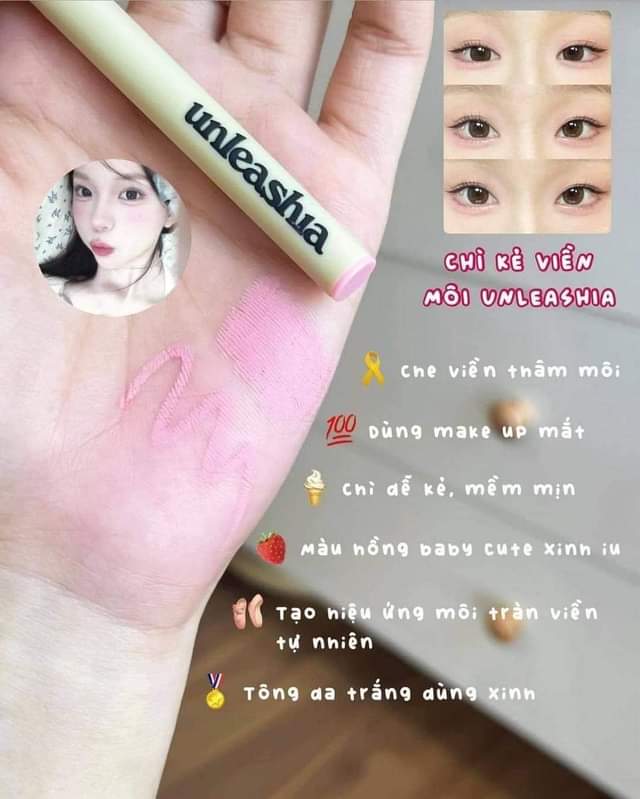 unleashia
CHÌ KẺ VIỀN
MÔI UNLEASHIA
Che viền thâm môi
100
Dùng make up mắt
Chì dễ kẻ, mềm mịn
Màu hồng baby cute xinh iu
Tạo hiệu ứng môi tràn viền
tự nhiên
Tông da trắng dùng xinh